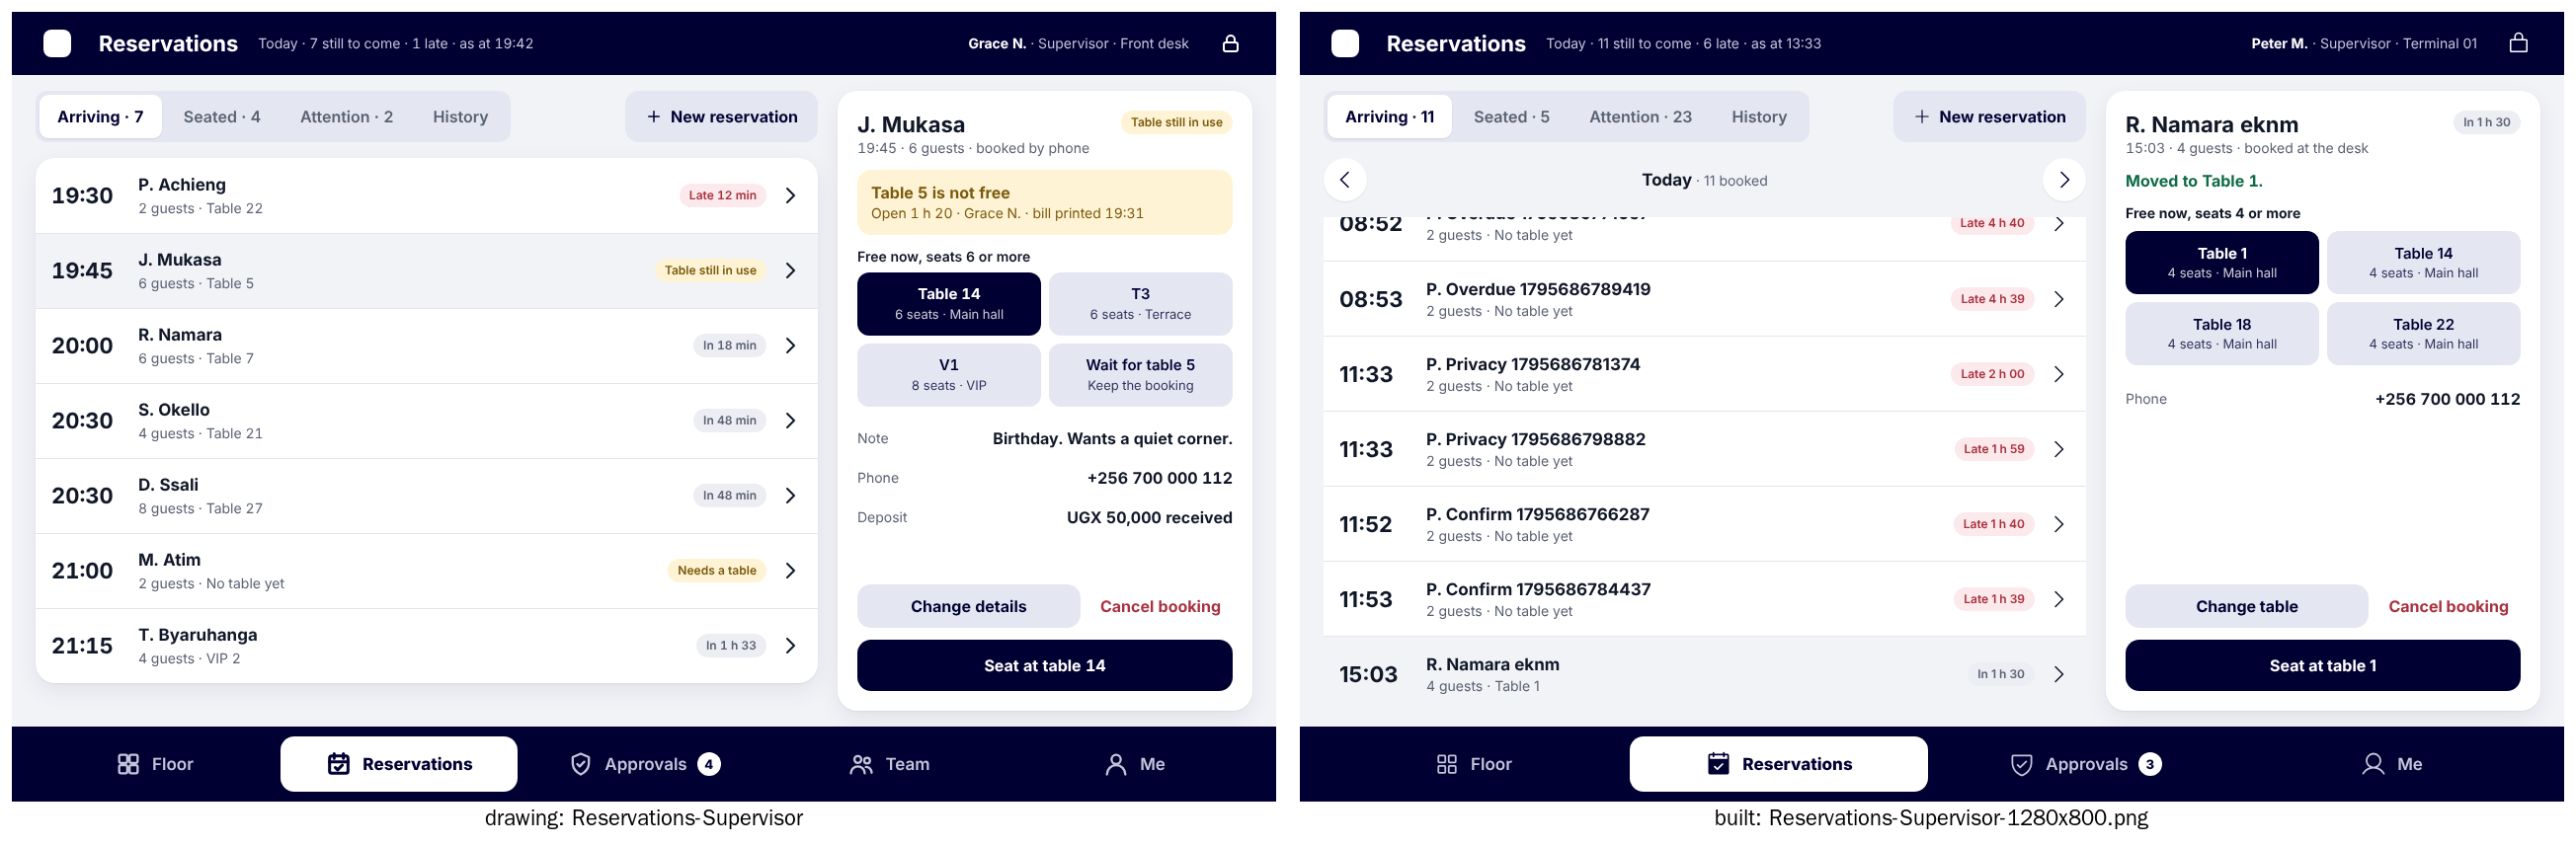 Reservations
Today · 7 still to come · 1 late · as at 19:42
Grace N. · Supervisor · Front desk
Arriving · 7
Seated · 4
Attention · 2
History
+ New reservation
19:30
P. Achieng
2 guests · Table 22
Late 12 min
19:45
J. Mukasa
6 guests · Table 5
Table still in use
20:00
R. Namara
6 guests · Table 7
In 18 min
20:30
S. Okello
4 guests · Table 21
In 48 min
20:30
D. Ssali
8 guests · Table 27
In 48 min
21:00
M. Atim
2 guests · No table yet
Needs a table
21:15
T. Byaruhanga
4 guests · VIP 2
In 1 h 33
J. Mukasa
Table still in use
19:45 · 6 guests · booked by phone
Table 5 is not free
Open 1 h 20 · Grace N. · bill printed 19:31
Free now, seats 6 or more
Table 14
6 seats · Main hall
T3
6 seats · Terrace
V1
8 seats · VIP
Wait for table 5
Keep the booking
Note
Birthday. Wants a quiet corner.
Phone
+256 700 000 112
Deposit
UGX 50,000 received
Change details
Cancel booking
Seat at table 14
Floor
Reservations
Approvals 4
Team
Me
drawing: Reservations-Supervisor
Reservations
Today · 11 still to come · 6 late · as at 13:33
Peter M. · Supervisor · Terminal 01
Arriving · 11
Seated · 5
Attention · 23
History
+ New reservation
Today · 11 booked
08:52
2 guests · No table yet
Late 4 h 40
08:53
P. Overdue 1795686789419
2 guests · No table yet
Late 4 h 39
11:33
P. Privacy 1795686781374
2 guests · No table yet
Late 2 h 00
11:33
P. Privacy 1795686798882
2 guests · No table yet
Late 1 h 59
11:52
P. Confirm 1795686766287
2 guests · No table yet
Late 1 h 40
11:53
P. Confirm 1795686784437
2 guests · No table yet
Late 1 h 39
15:03
R. Namara eknm
4 guests · Table 1
In 1 h 30
R. Namara eknm
In 1 h 30
15:03 · 4 guests · booked at the desk
Moved to Table 1.
Free now, seats 4 or more
Table 1
4 seats · Main hall
Table 14
4 seats · Main hall
Table 18
4 seats · Main hall
Table 22
4 seats · Main hall
Phone
+256 700 000 112
Change table
Cancel booking
Seat at table 1
Floor
Reservations
Approvals 3
Me
built: Reservations-Supervisor-1280x800.png